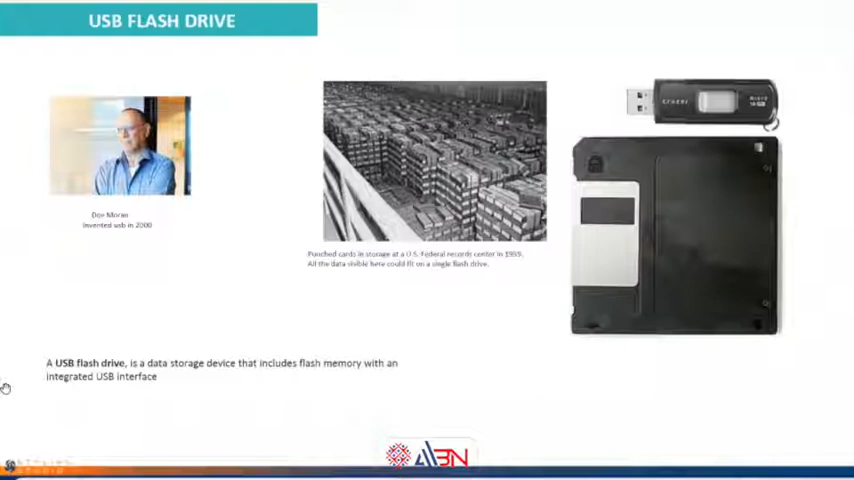 USB FLASH DRIVE
Dov Moran
Invented usb in 2000
Punched cards in storage at a U.S. Federal records center in 1959.
All the data visible here could fit on a single flash drive.
A USB flash drive, is a data storage device that includes flash memory with an
integrated USB interface
ABN